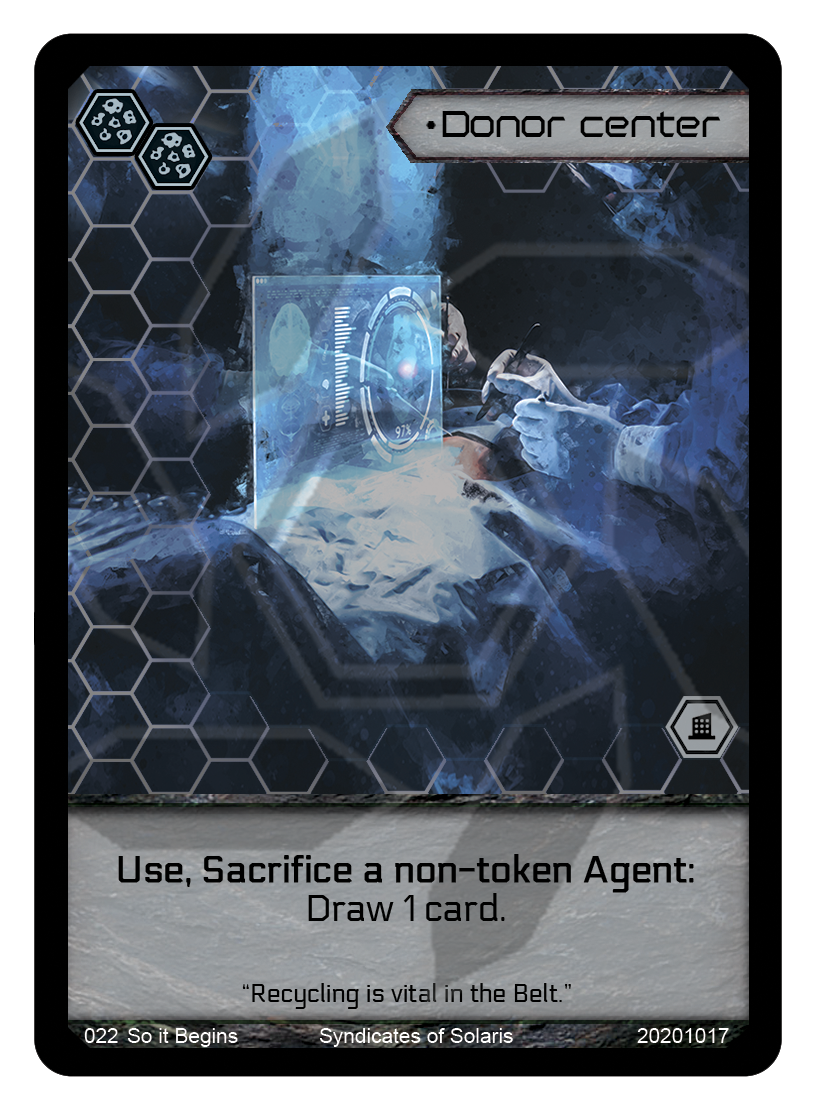 •Donor center
97%
Use, Sacrifice a non-token Agent:
Draw 1 card.
“Recycling is vital in the Belt.”
022 So it Begins Syndicates of Solaris 20201017